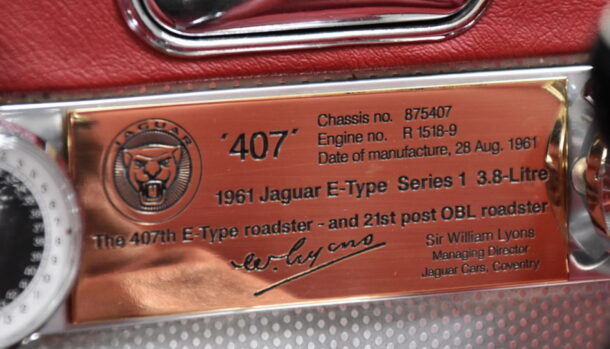 JAGUAR
'407'
Chassis no. 875407
Engine no. R 1518-9
Date of manufacture, 28 Aug. 1961
1961 Jaguar E-Type Series 1 3.8-Litre
The 407th E-Type roadster - and 21st post OBL roadster
W. Lyons
Sir William Lyons
Managing Director
Jaguar Cars, Coventry